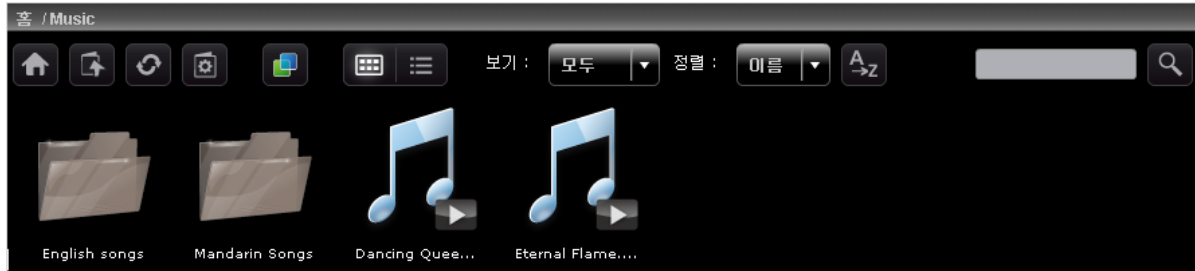 홈 / Music
보기 : 모두 정렬 : 이름 A→Z
English songs Mandarin Songs Dancing Quee... Eternal Flame....